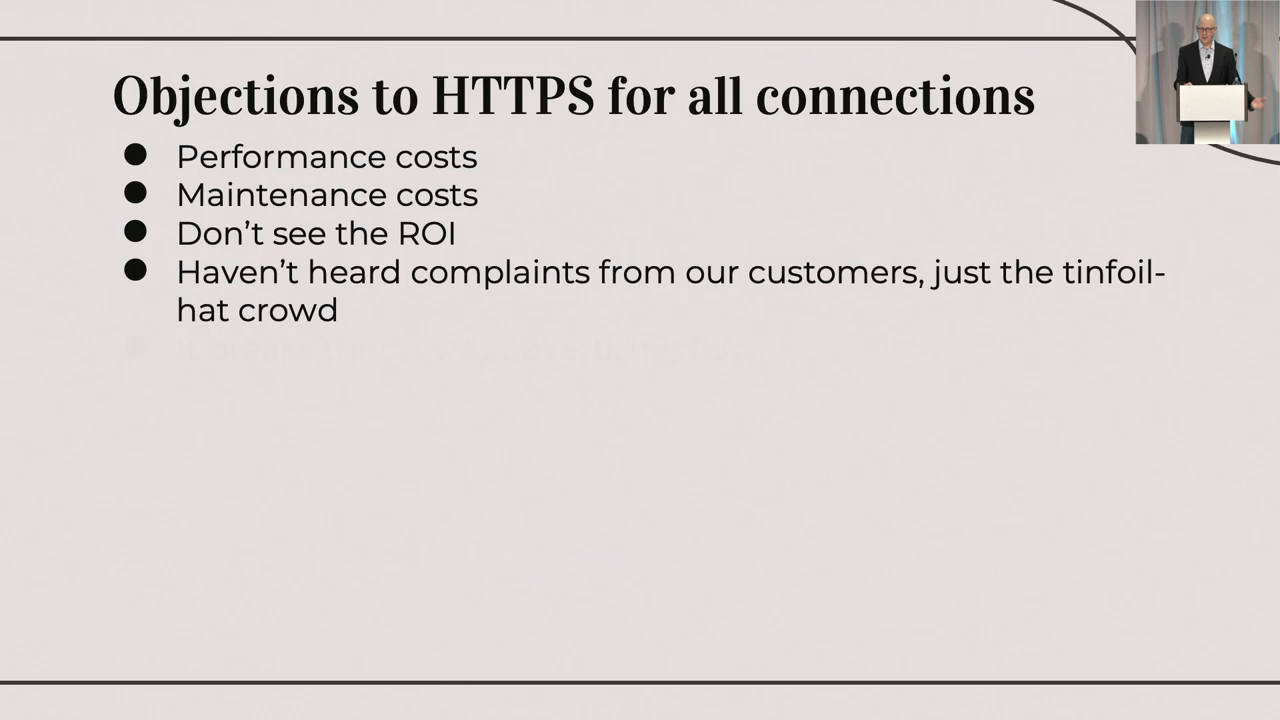 Objections to HTTPS for all connections
● Performance costs
● Maintenance costs
● Don’t see the ROI
● Haven’t heard complaints from our customers, just the tinfoil-
hat crowd